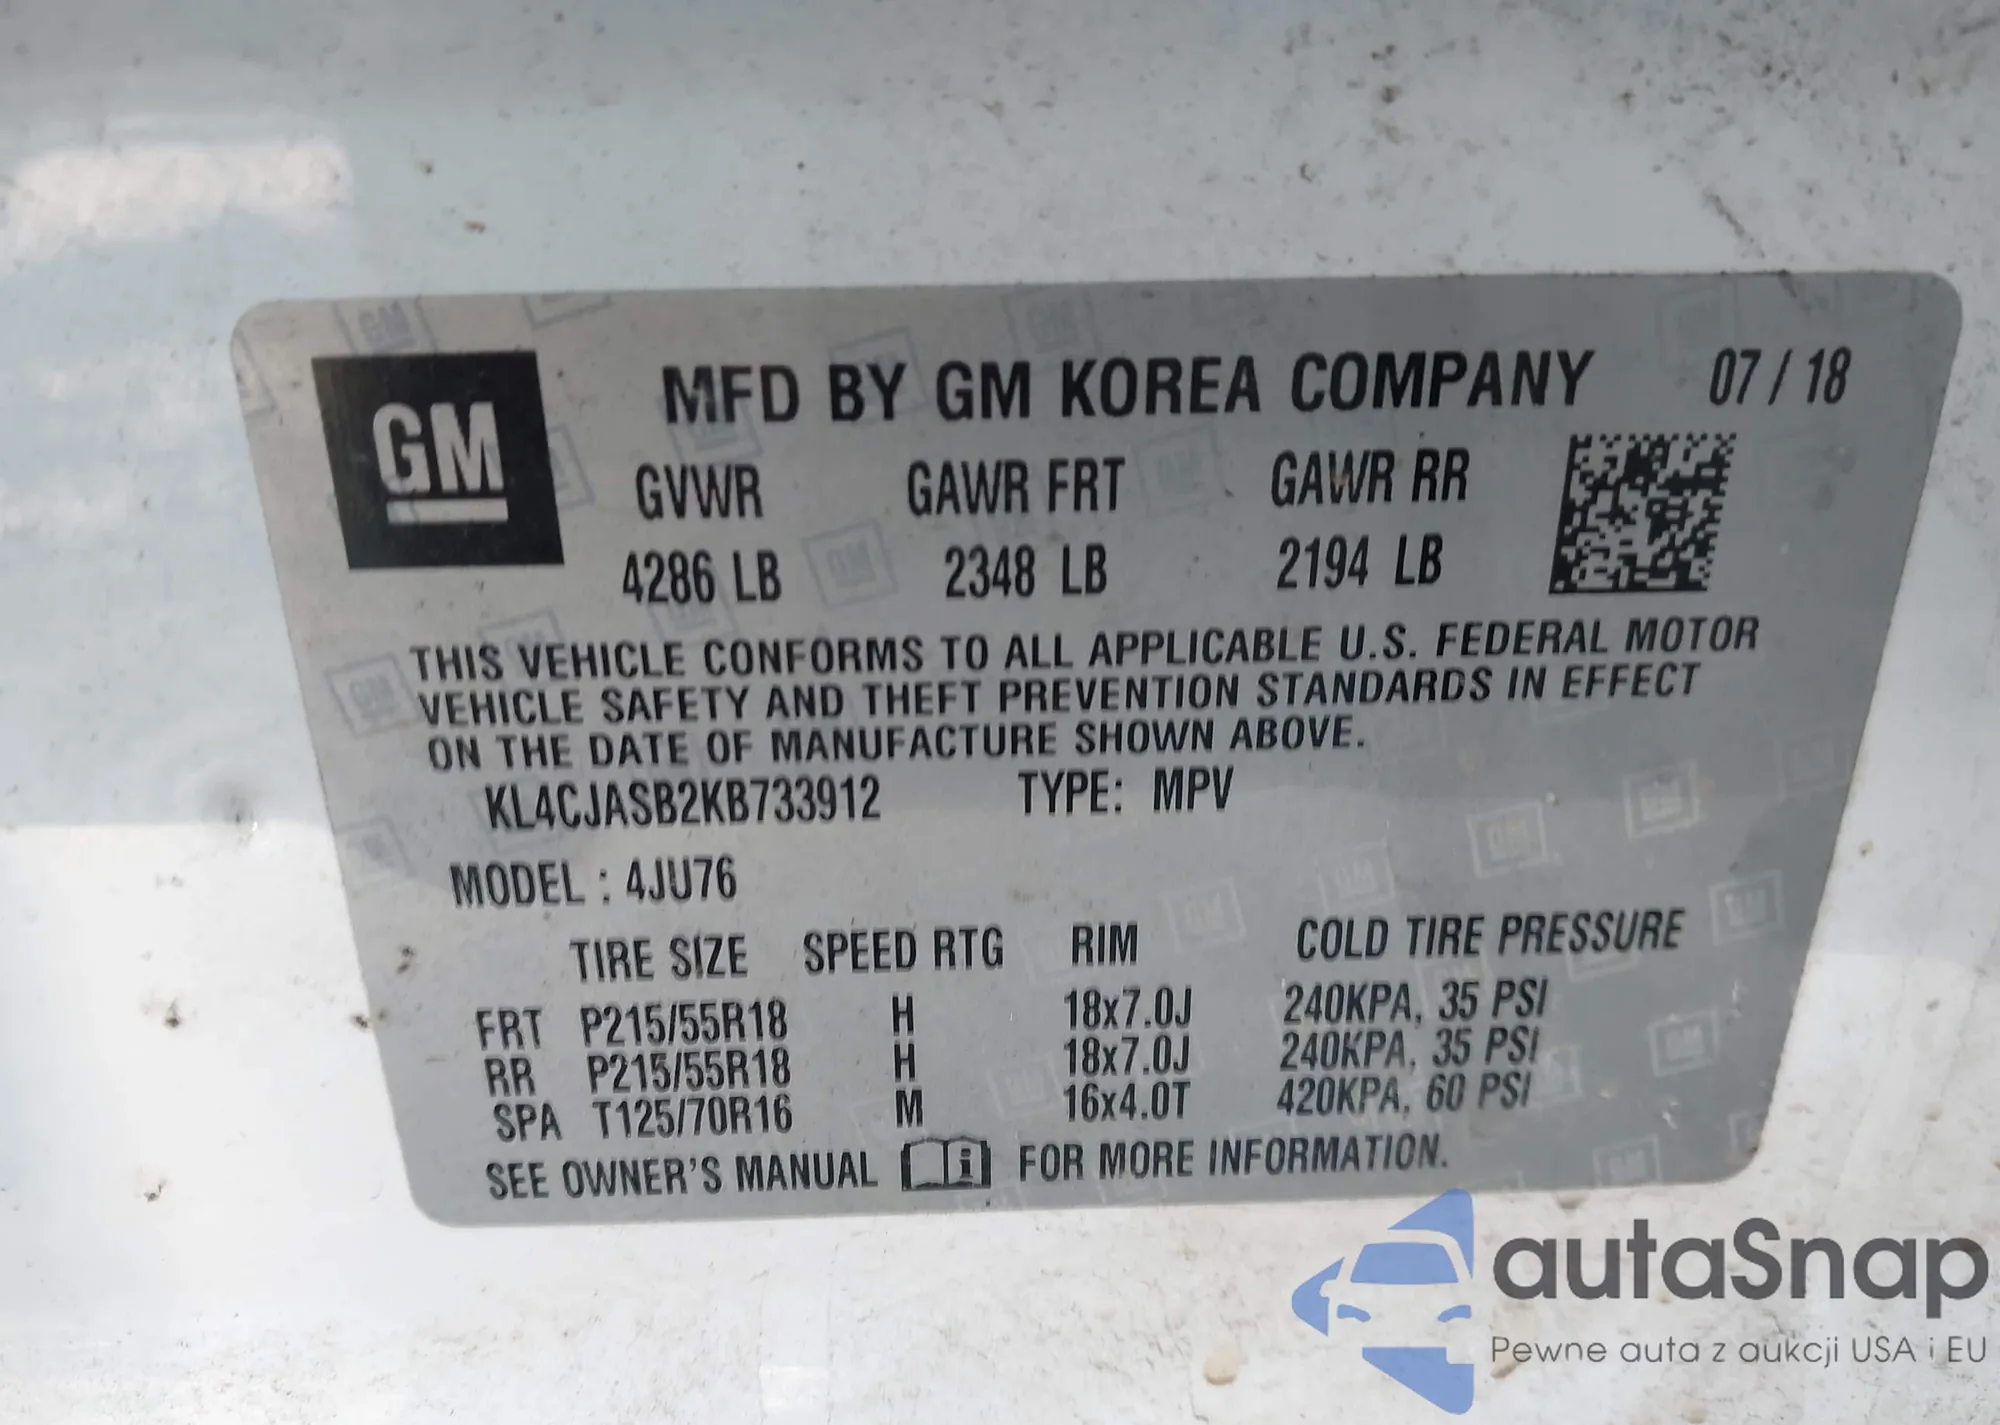 GM
MFD BY GM KOREA COMPANY 07/18
GVWR GAWR FRT GAWR RR
4286 LB 2348 LB 2194 LB
THIS VEHICLE CONFORMS TO ALL APPLICABLE U.S. FEDERAL MOTOR
VEHICLE SAFETY AND THEFT PREVENTION STANDARDS IN EFFECT
ON THE DATE OF MANUFACTURE SHOWN ABOVE.
KL4CJASB2KB733912 TYPE: MPV
MODEL : 4JU76
TIRE SIZE SPEED RTG RIM COLD TIRE PRESSURE
FRT P215/55R18 H 18x7.0J 240KPA, 35 PSI
RR P215/55R18 H 18x7.0J 240KPA, 35 PSI
SPA T125/70R16 M 16x4.0T 420KPA, 60 PSI
SEE OWNER'S MANUAL i FOR MORE INFORMATION.
autaSnap
Pewne auta z aukcji USA i EU